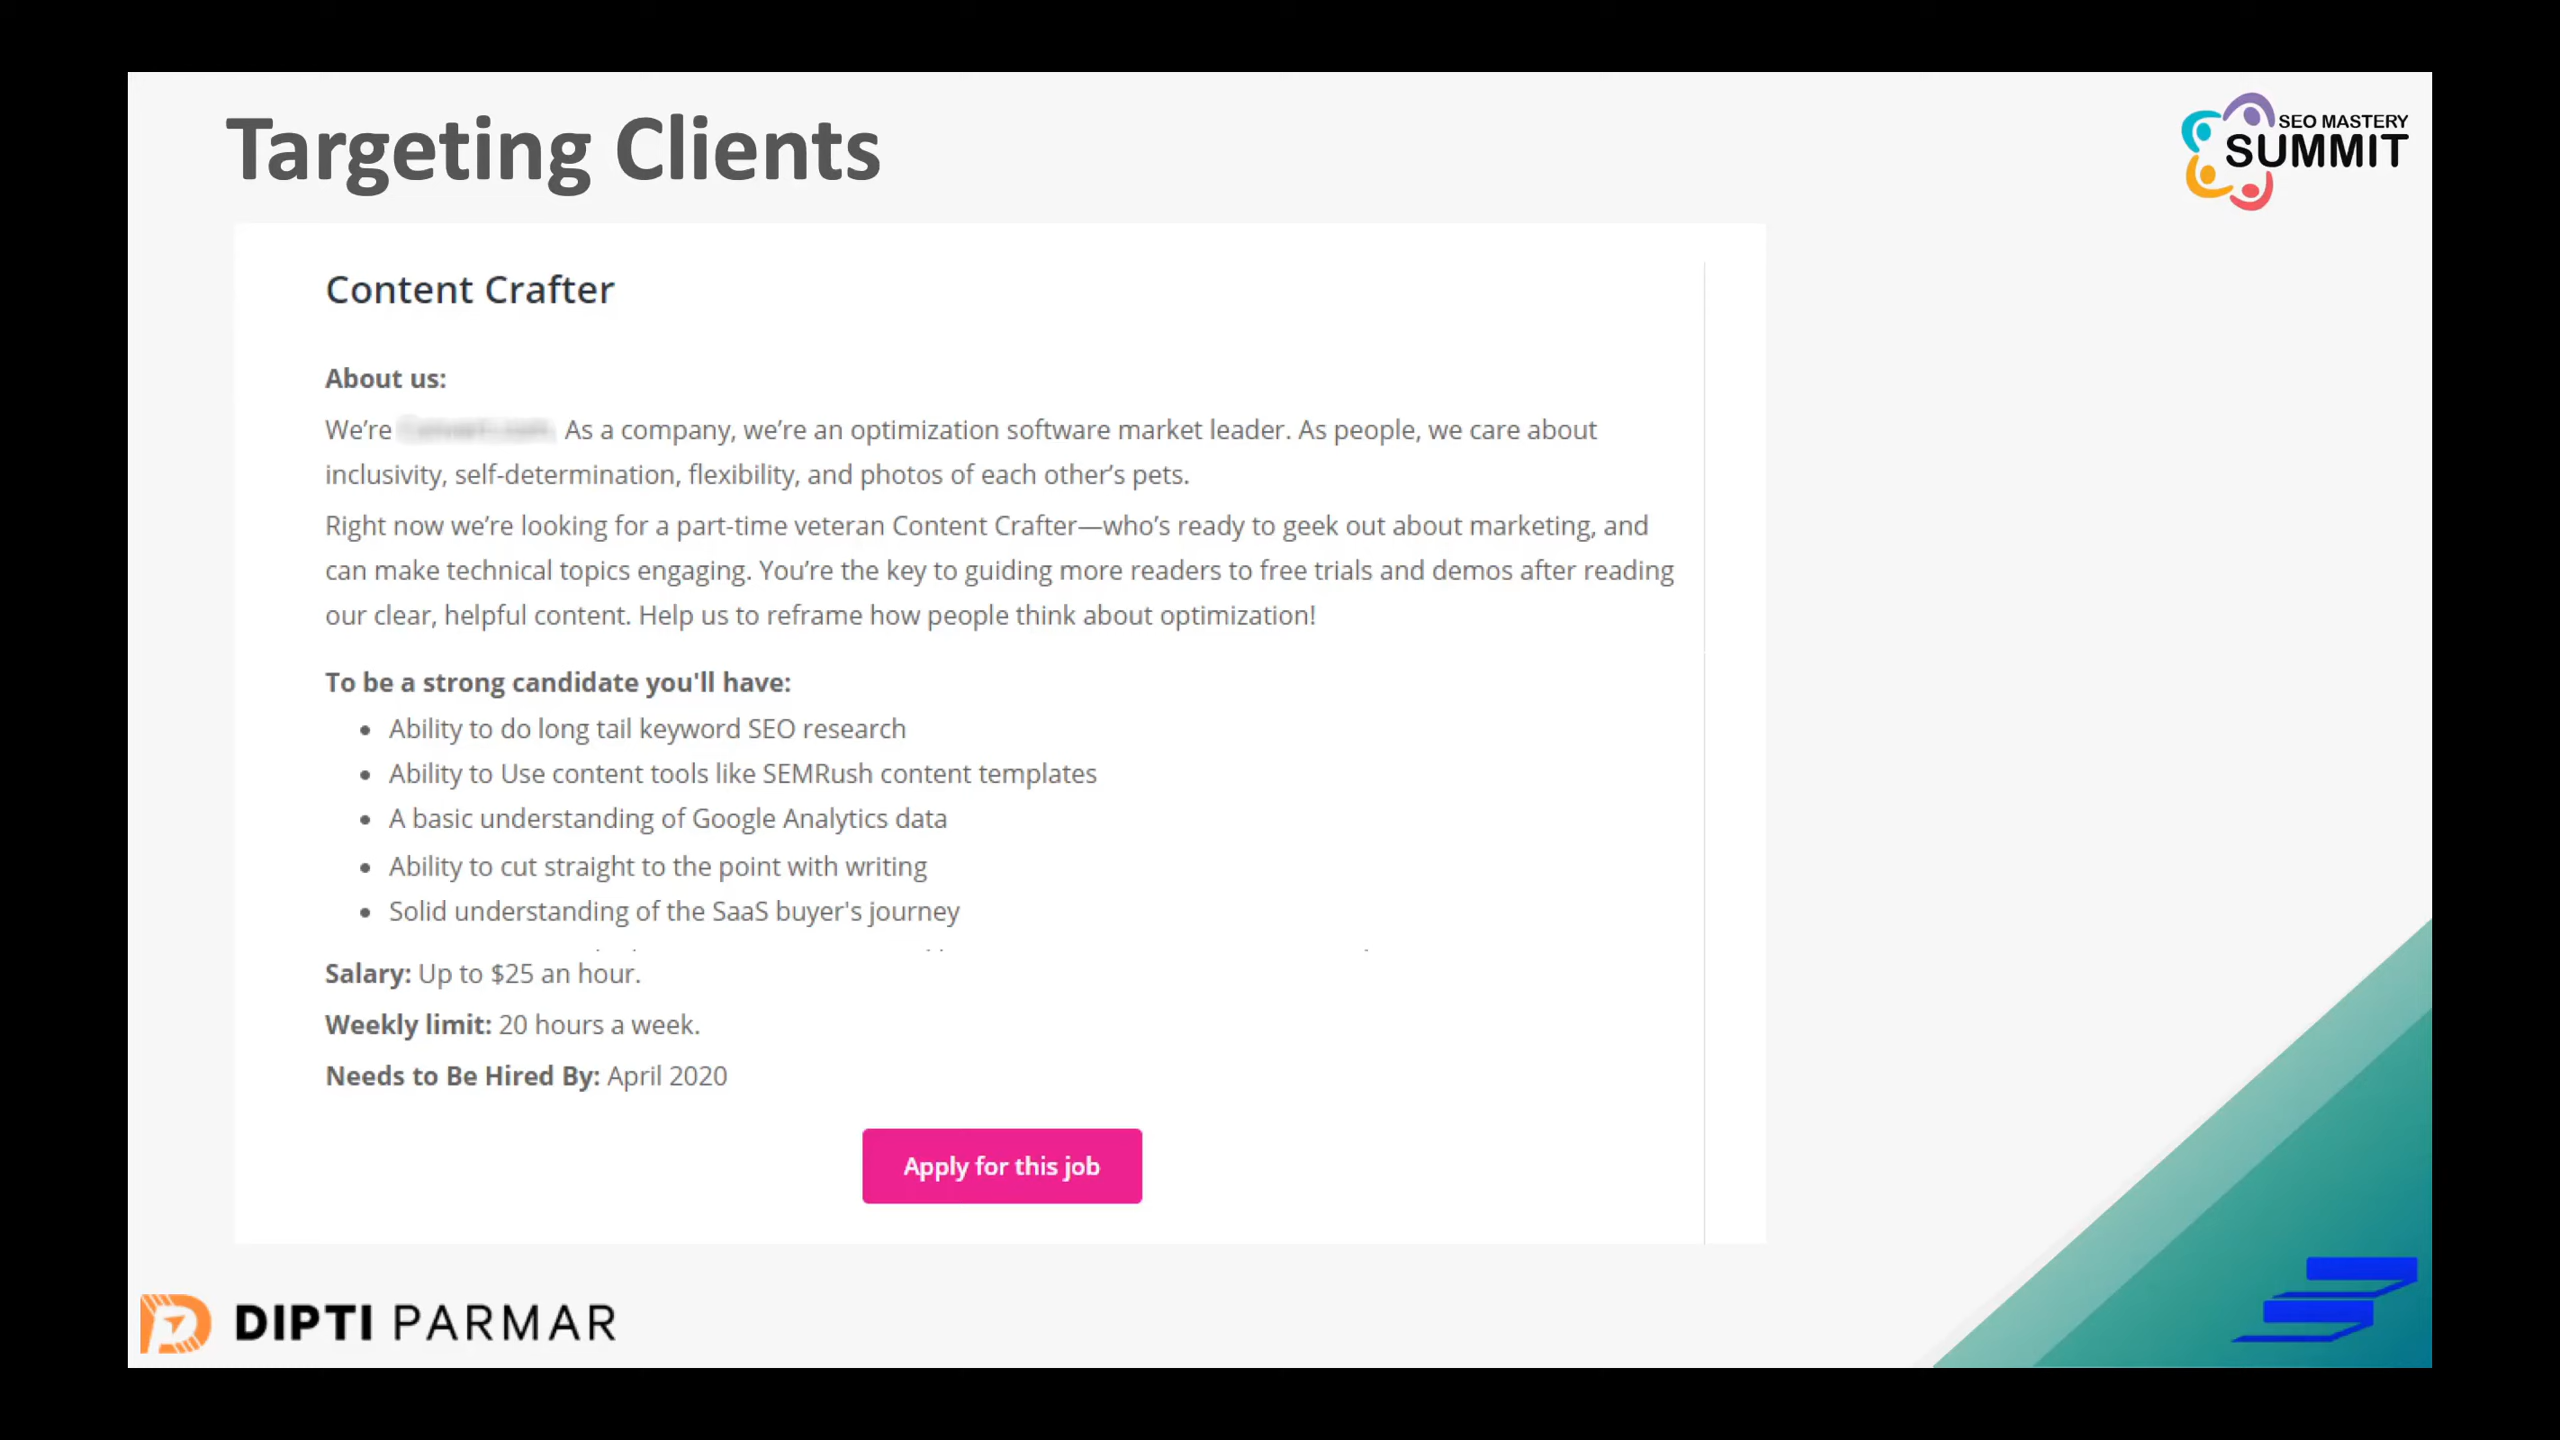 Targeting Clients
SEO MASTERY
SUMMIT
Content Crafter
About us:
We’re As a company, we’re an optimization software market leader. As people, we care about
inclusivity, self-determination, flexibility, and photos of each other’s pets.
Right now we’re looking for a part-time veteran Content Crafter—who’s ready to geek out about marketing, and
can make technical topics engaging. You’re the key to guiding more readers to free trials and demos after reading
our clear, helpful content. Help us to reframe how people think about optimization!
To be a strong candidate you'll have:
• Ability to do long tail keyword SEO research
• Ability to Use content tools like SEMRush content templates
• A basic understanding of Google Analytics data
• Ability to cut straight to the point with writing
• Solid understanding of the SaaS buyer's journey
Salary: Up to $25 an hour.
Weekly limit: 20 hours a week.
Needs to Be Hired By: April 2020
Apply for this job
DIPTI PARMAR